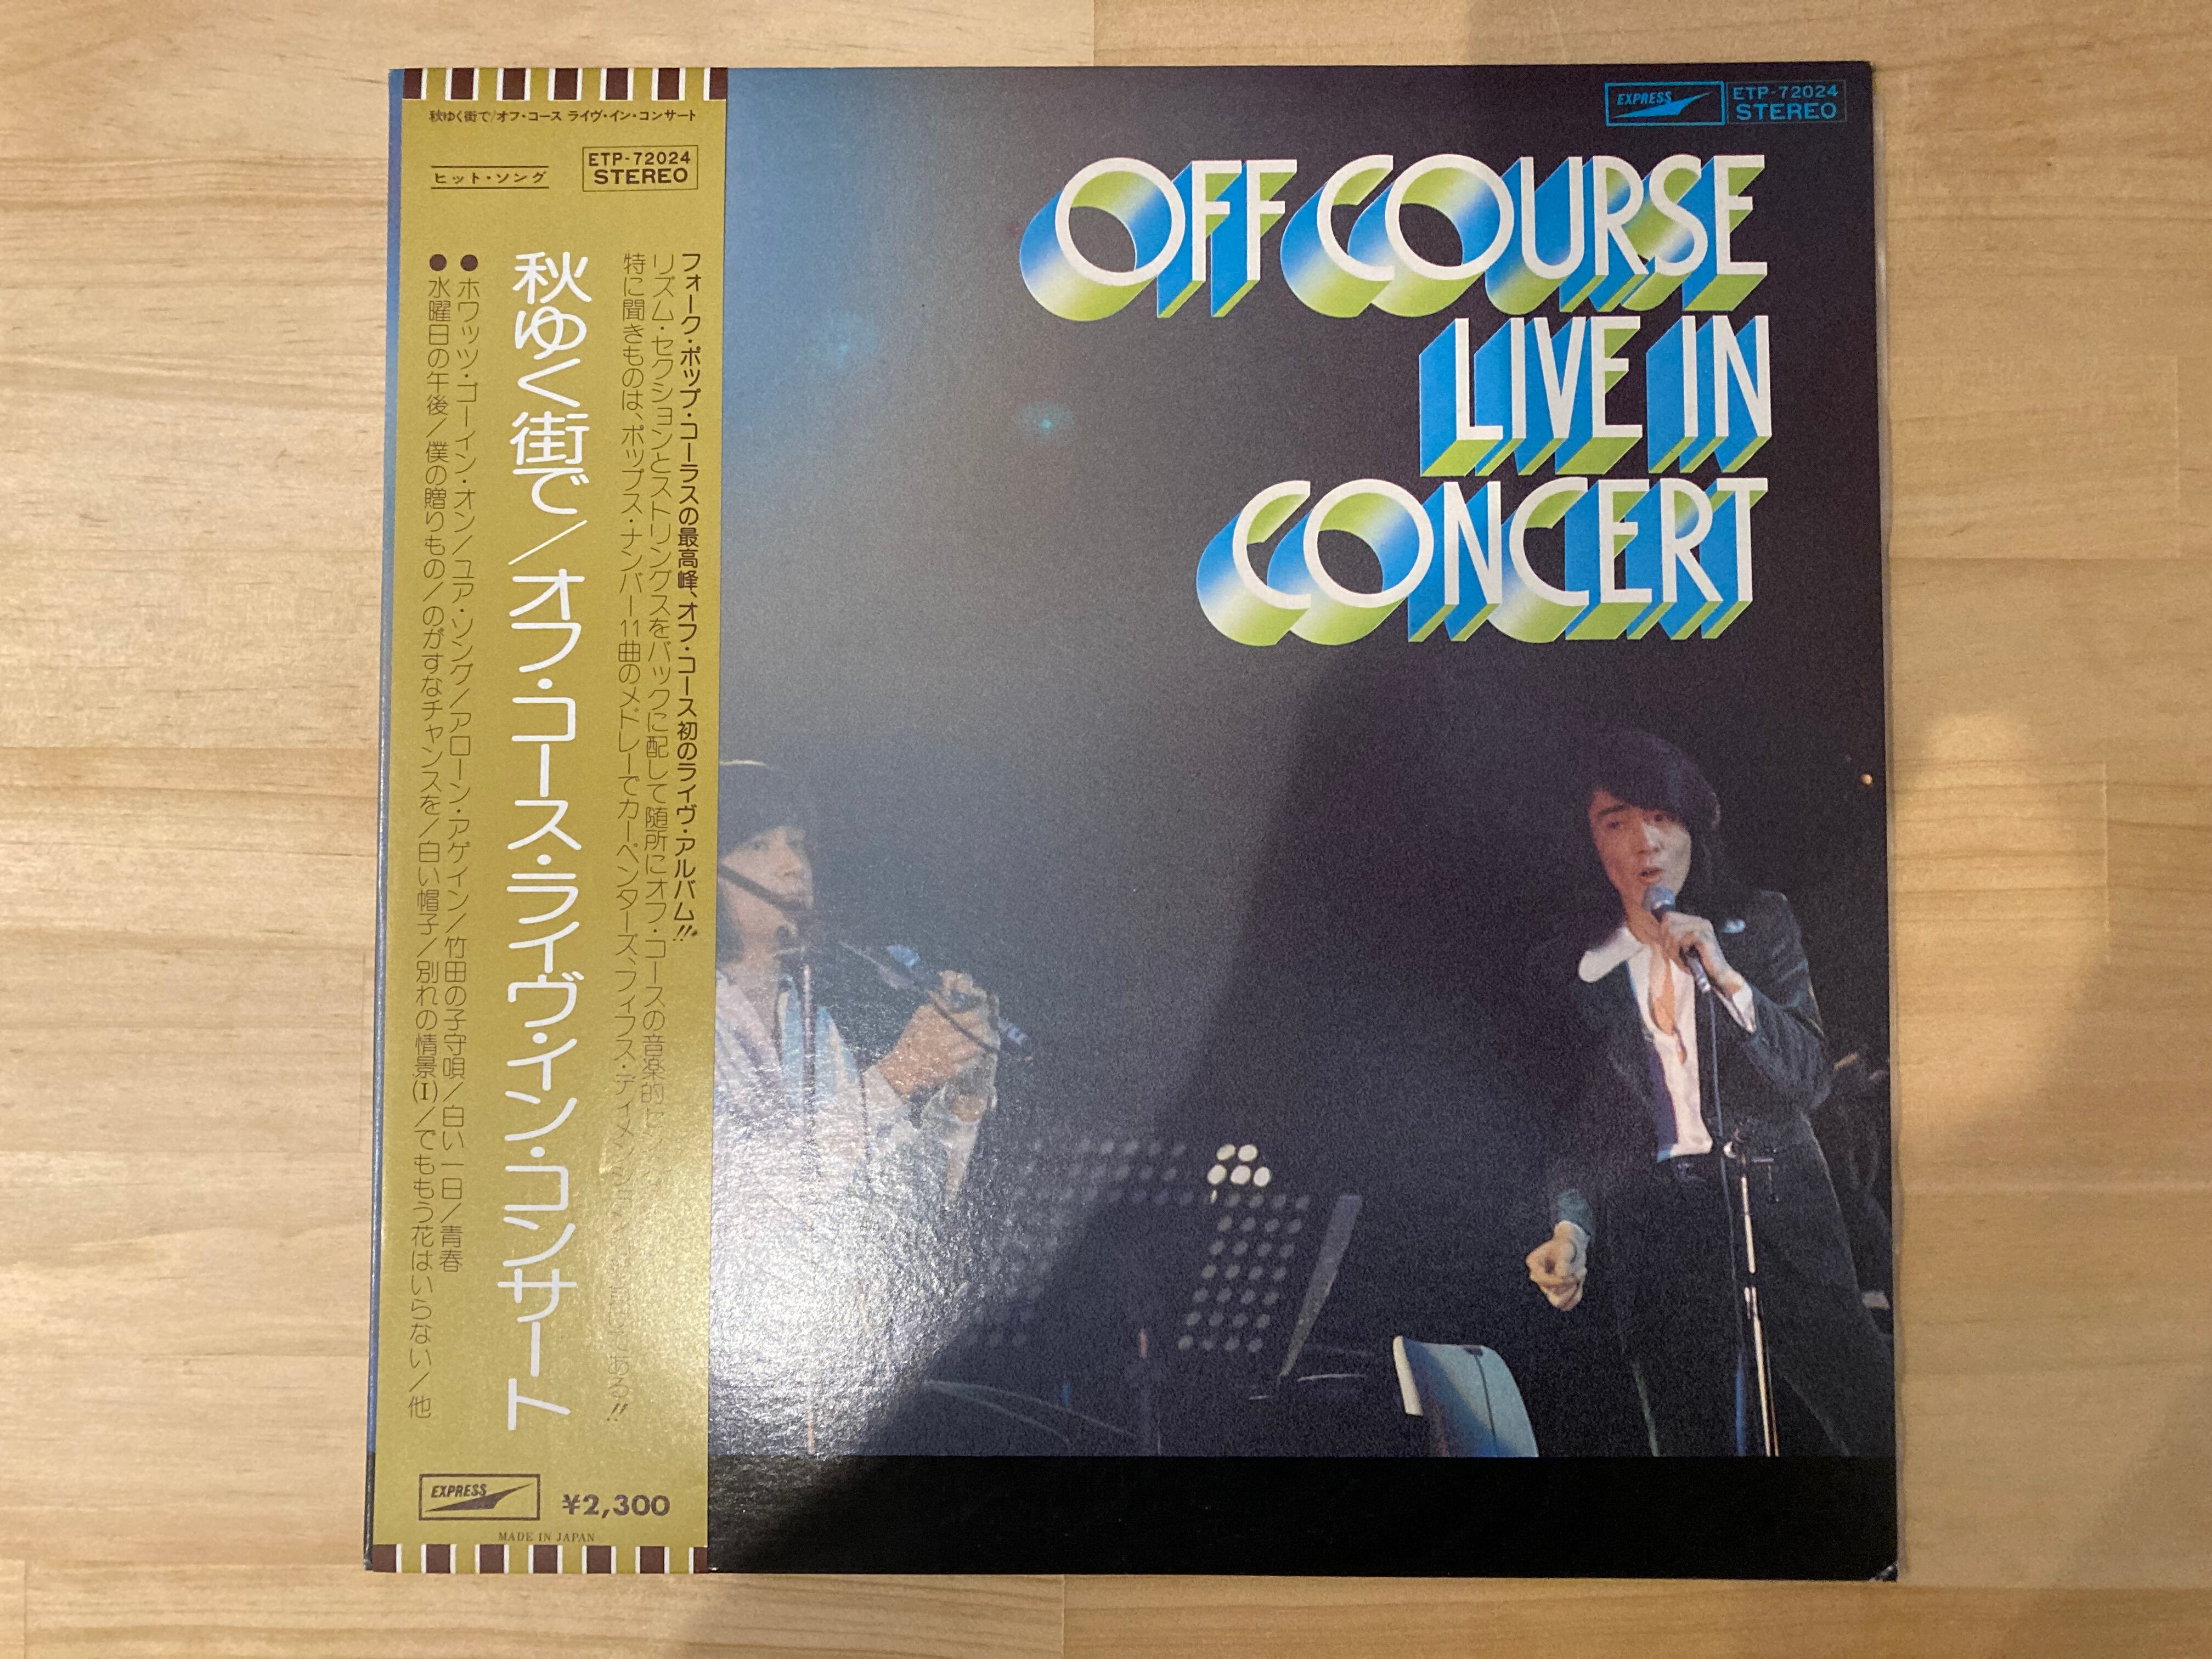 秋ゆく街で/オフ・コース ライヴ・イン・コンサート
ヒット・ソング
ETP-72024
STEREO
フォーク・ポップ・コーラスの最高峰、オフ・コース初のライヴ・アルバム!!
リズム・セクションとストリングスをバックに配して随所にオフ・コースの音楽的
特に聞きものは、ポップス・ナンバー11曲のメドレーでカーペンターズ、フィフス・ディメンション ある!!
秋ゆく街で/オフ・コース・ライヴ・イン・コンサート
●ホワッツ・ゴーイン・オン/ユア・ソング/アローン・アゲイン/竹田の子守唄/白い一日/青春
●水曜日の午後/僕の贈りもの/のがすなチャンスを/白い帽子/別れの情景(I)/でももう花はいらない/他
EXPRESS
¥2,300
MADE IN JAPAN
EXPRESS
ETP-72024
STEREO
OFF COURSE
LIVE IN
CONCERT